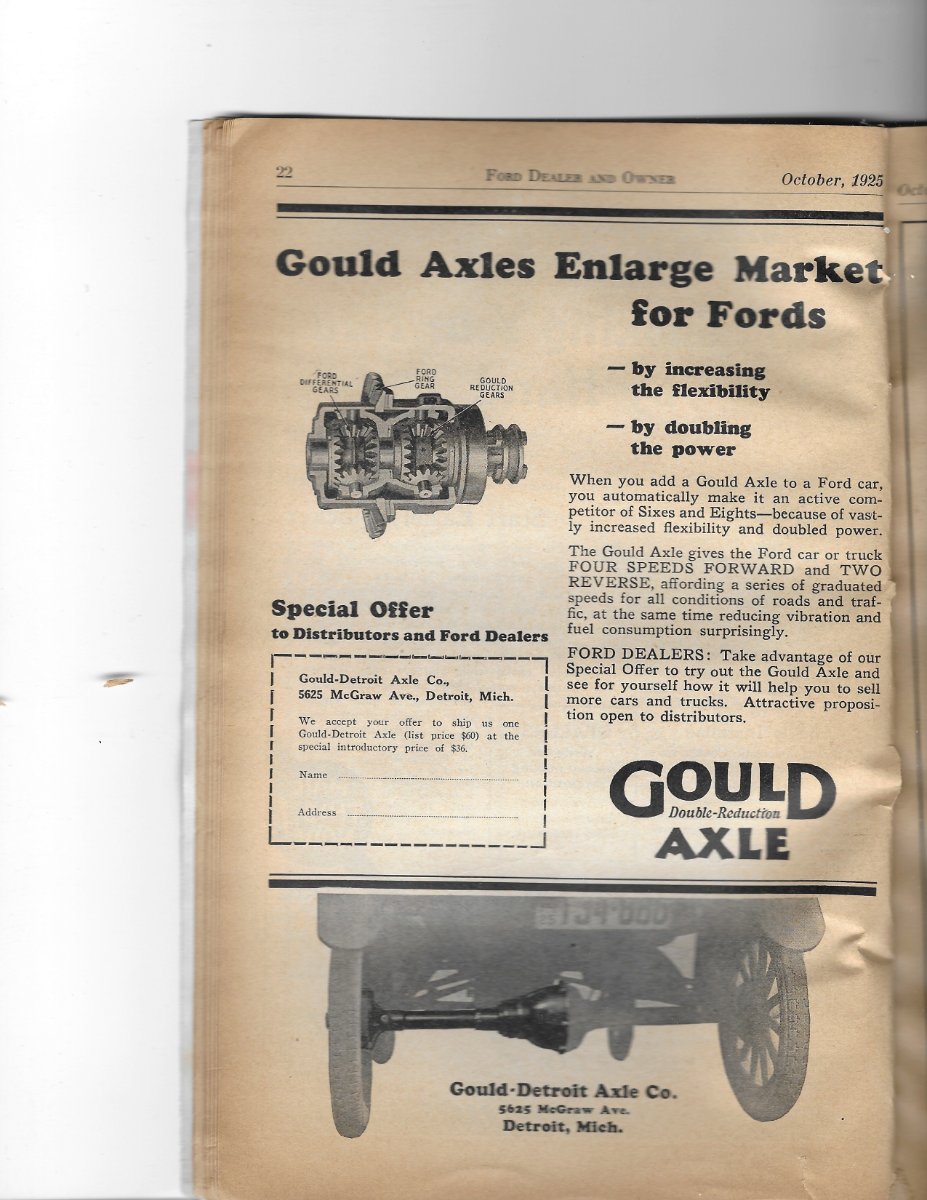 22
FORD DEALER AND OWNER
October, 1925
Gould Axles Enlarge Market
for Fords
FORD
DIFFERENTIAL
GEARS
FORD
RING
GEAR
GOULD
REDUCTION
GEARS
— by increasing
the flexibility
— by doubling
the power
When you add a Gould Axle to a Ford car,
you automatically make it an active com-
petitor of Sixes and Eights—because of vast-
ly increased flexibility and doubled power.
The Gould Axle gives the Ford car or truck
FOUR SPEEDS FORWARD and TWO
REVERSE, affording a series of graduated
speeds for all conditions of roads and traf-
fic, at the same time reducing vibration and
fuel consumption surprisingly.
FORD DEALERS: Take advantage of our
Special Offer to try out the Gould Axle and
see for yourself how it will help you to sell
more cars and trucks. Attractive proposi-
tion open to distributors.
Special Offer
to Distributors and Ford Dealers
Gould-Detroit Axle Co.,
5625 McGraw Ave., Detroit, Mich.
We accept your offer to ship us one
Gould-Detroit Axle (list price $60) at the
special introductory price of $36.
Name
Address
GOULD
Double-Reduction
AXLE
Gould-Detroit Axle Co.
5625 McGraw Ave.
Detroit, Mich.